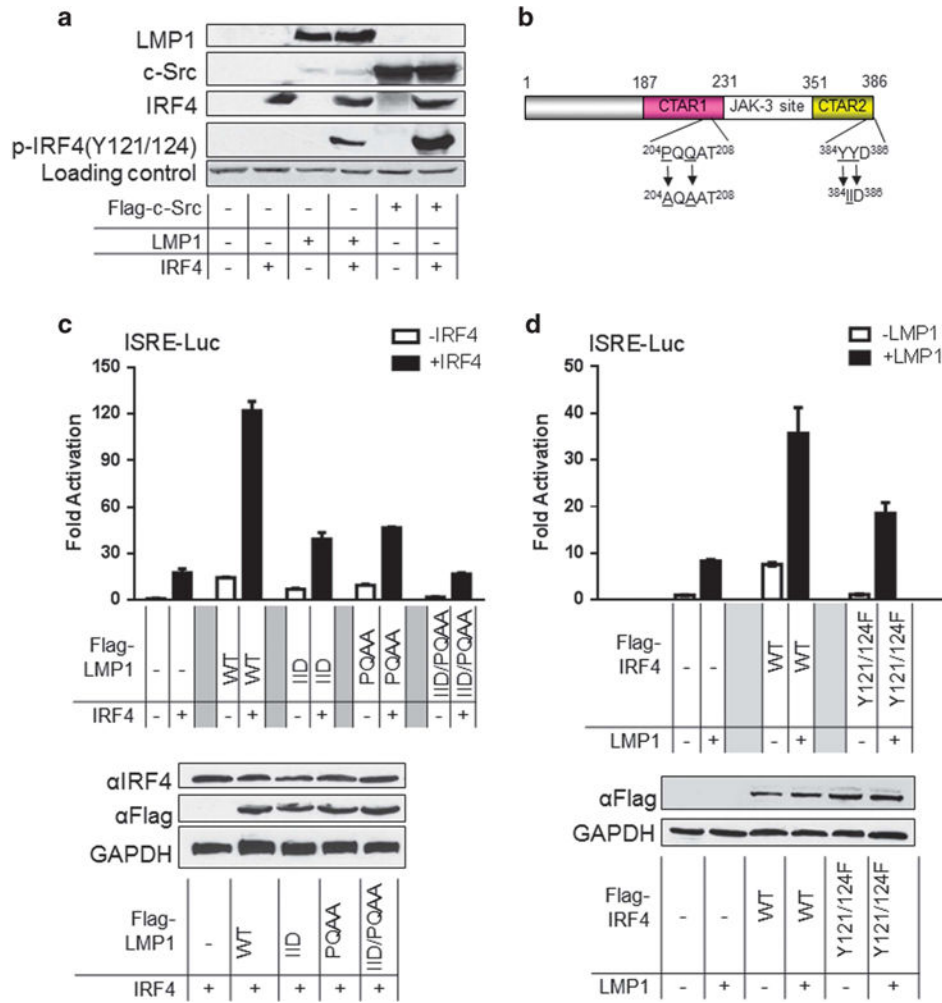 a
LMP1
c-Src
IRF4
p-IRF4(Y121/124)
Loading control
Flag-c-Src - - - - + +
LMP1 - - + + - -
IRF4 - + - + - +
b
1 187 231 351 386
CTAR1 JAK-3 site CTAR2
204PQQAT208 384YYD386
204AQAAT208 384IID386
c
ISRE-Luc
-IRF4
+IRF4
Fold Activation
150
120
90
60
30
0
Flag-LMP1 - - WT WT IID IID PQAA PQAA IID/PQAA IID/PQAA
IRF4 - + - + - + - + - +
αIRF4
αFlag
GAPDH
Flag-LMP1 - WT IID PQAA IID/PQAA
IRF4 + + + + +
d
ISRE-Luc
-LMP1
+LMP1
Fold Activation
50
40
30
20
10
0
Flag-IRF4 - - WT WT Y121/124F Y121/124F
LMP1 - + - + - +
αFlag
GAPDH
Flag-IRF4 - - WT WT Y121/124F Y121/124F
LMP1 - + - + - +